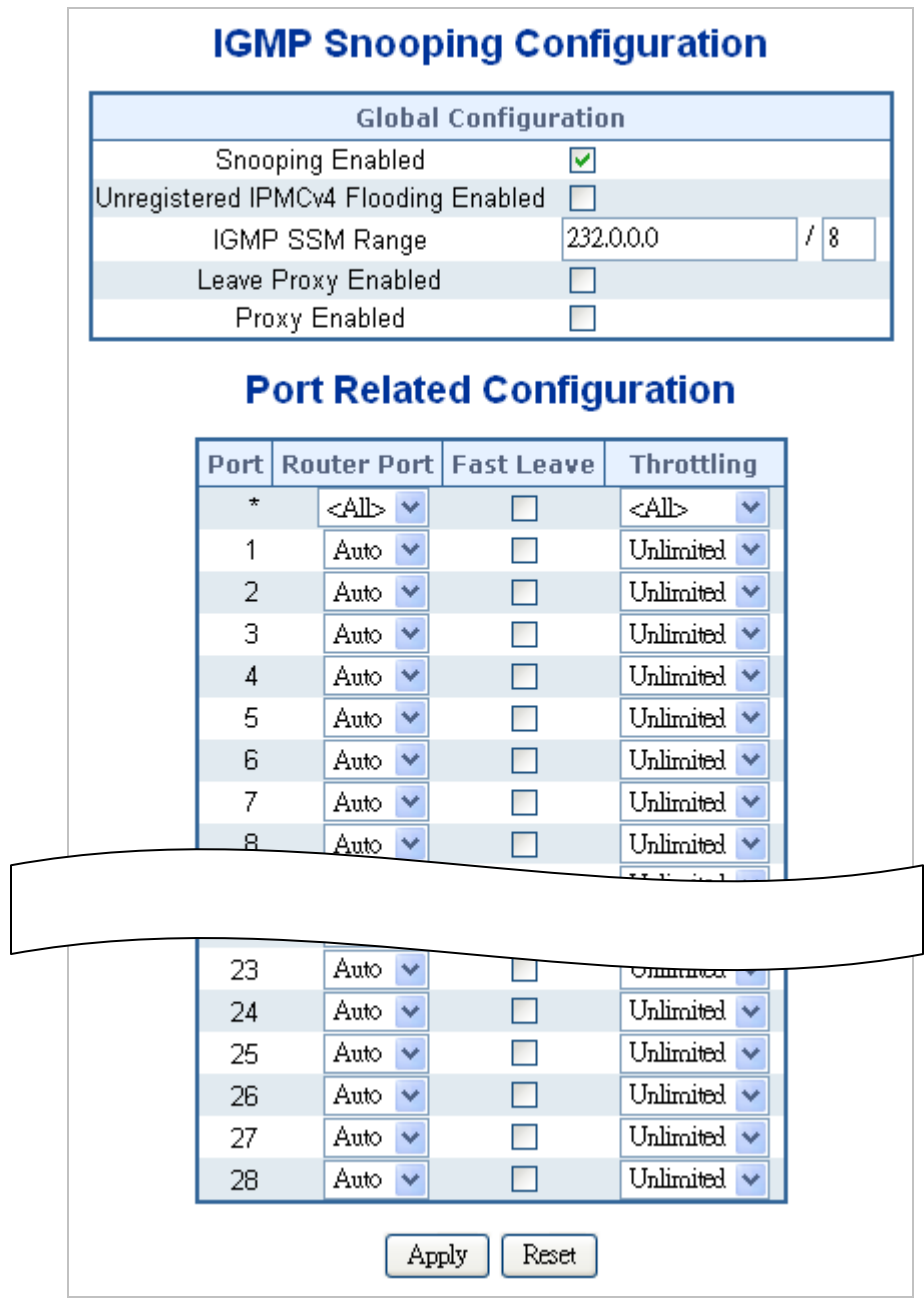 IGMP Snooping Configuration
Global Configuration
Snooping Enabled
Unregistered IPMCv4 Flooding Enabled
IGMP SSM Range 232.0.0.0 / 8
Leave Proxy Enabled
Proxy Enabled
Port Related Configuration
Port Router Port Fast Leave Throttling
* <All> <All>
1 Auto Unlimited
2 Auto Unlimited
3 Auto Unlimited
4 Auto Unlimited
5 Auto Unlimited
6 Auto Unlimited
7 Auto Unlimited
8 Auto Unlimited
23 Auto Unlimited
24 Auto Unlimited
25 Auto Unlimited
26 Auto Unlimited
27 Auto Unlimited
28 Auto Unlimited
Apply Reset